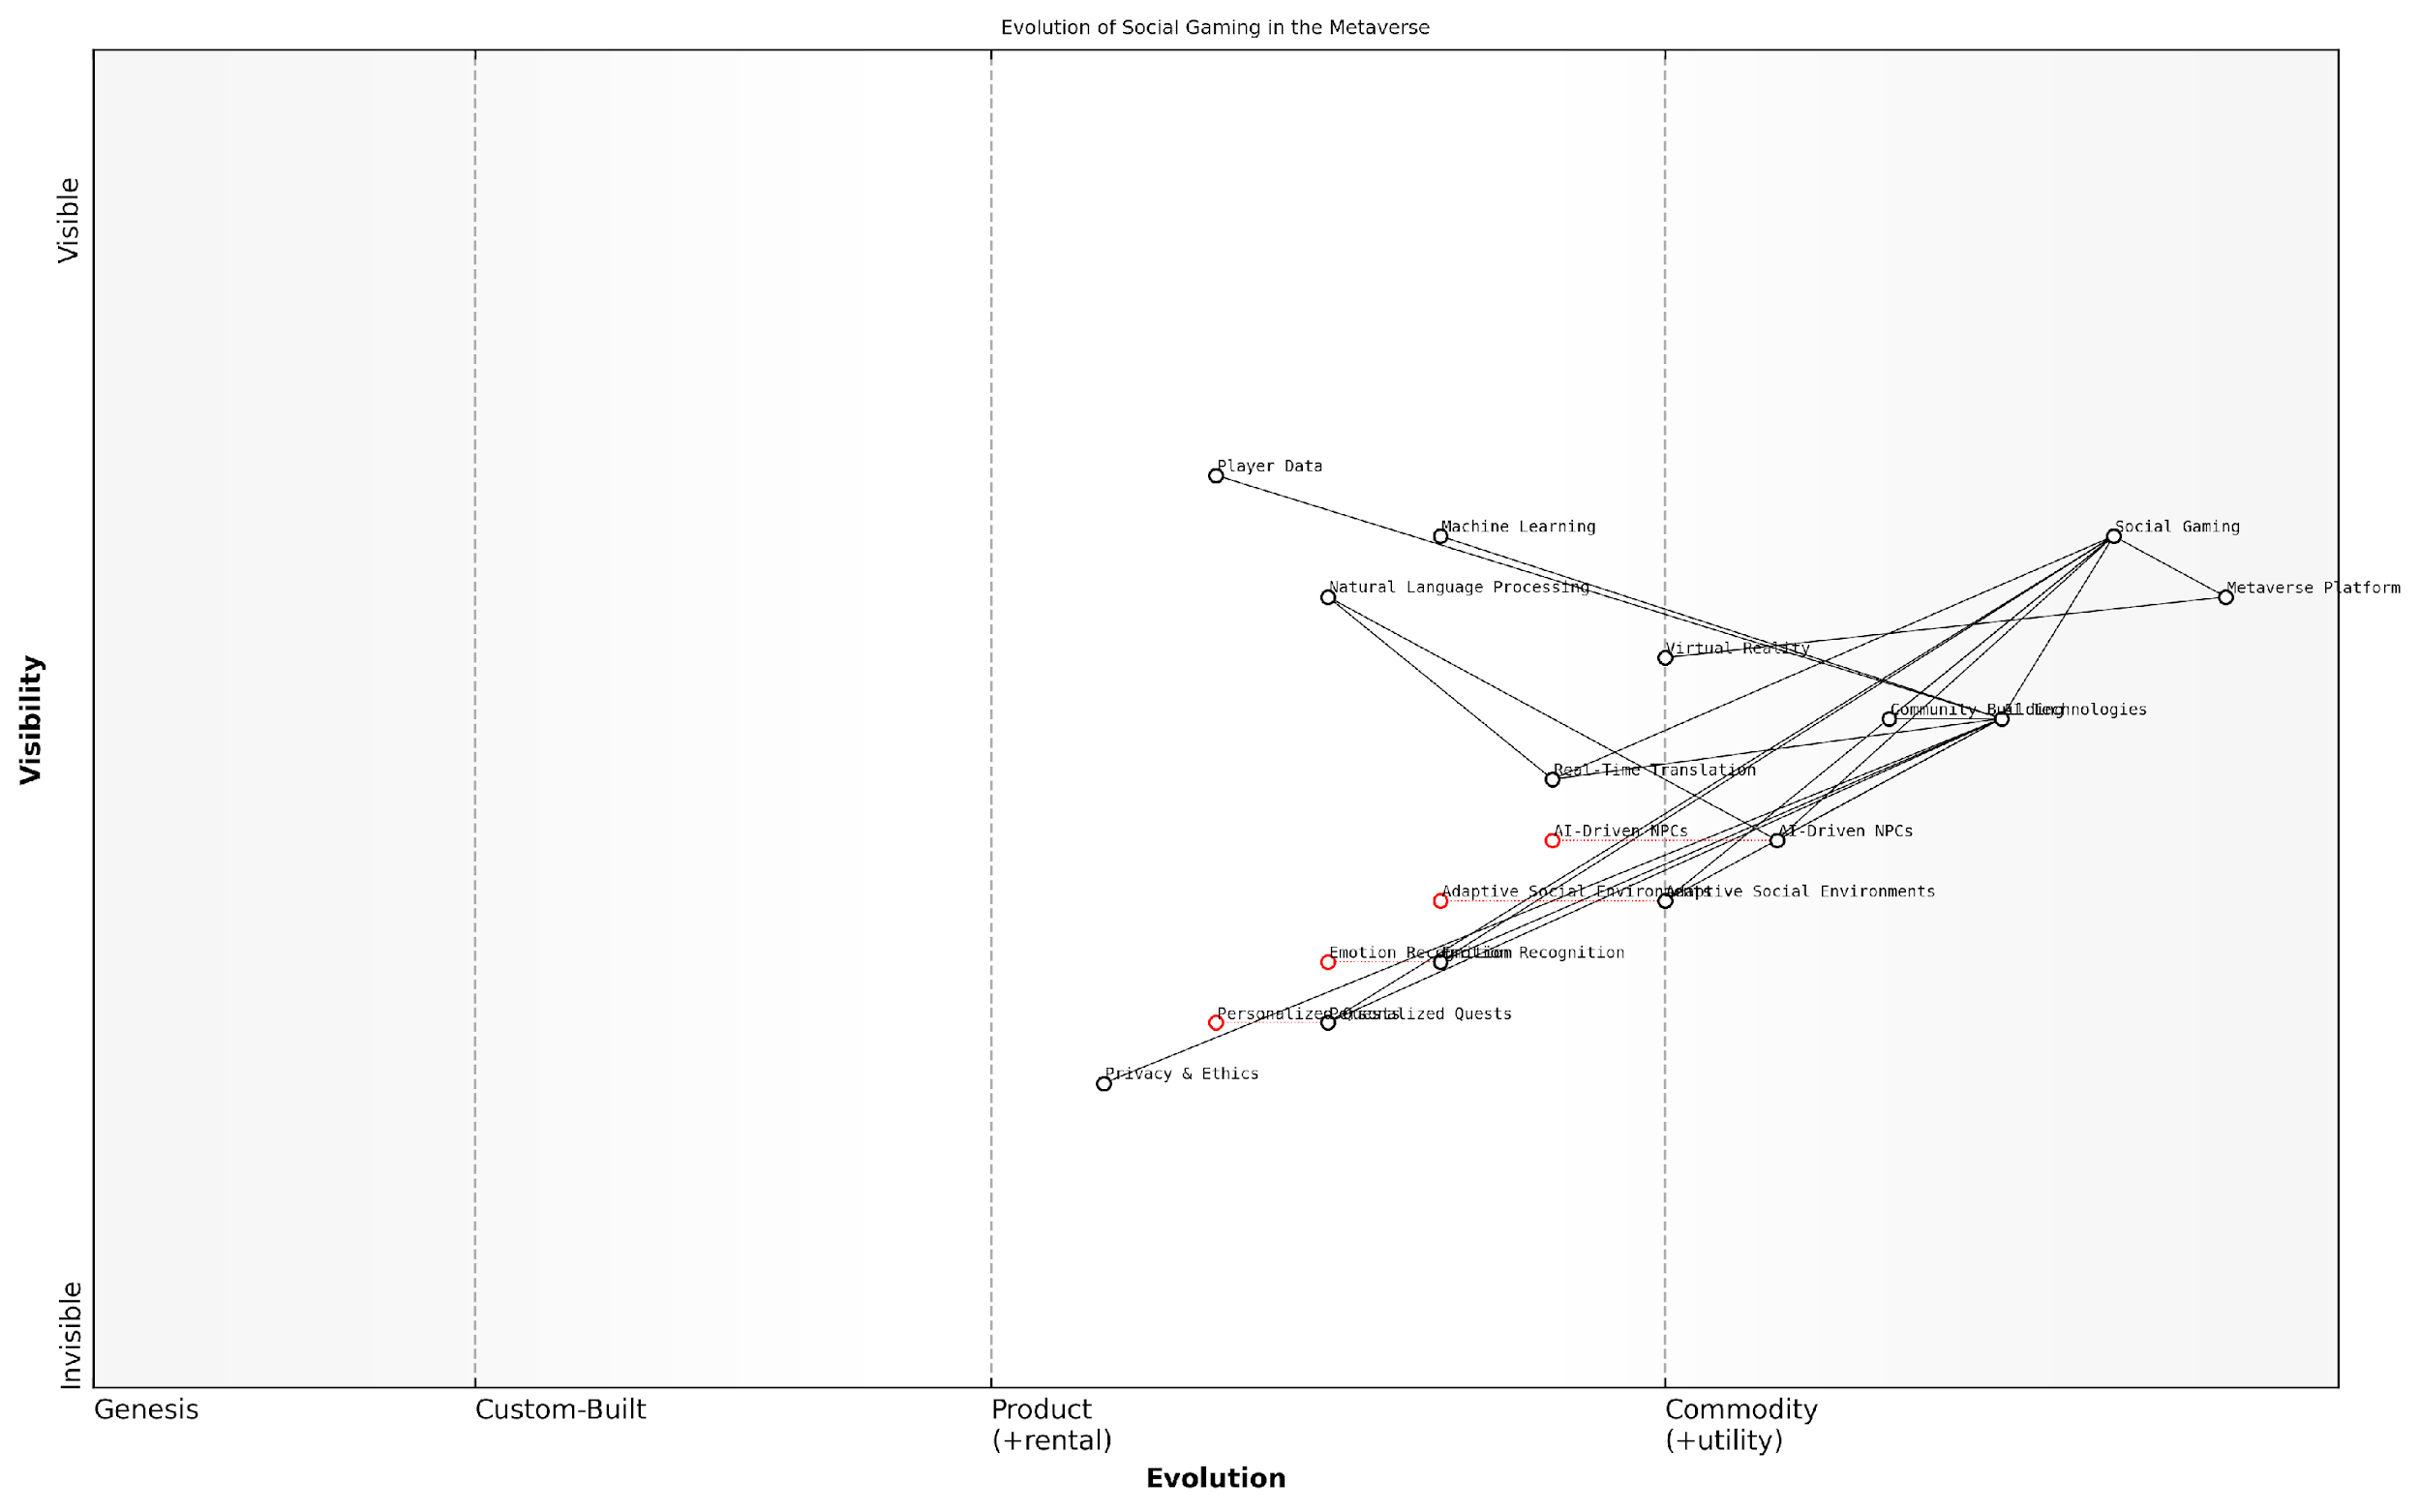 Evolution of Social Gaming in the Metaverse
Visible
Visibility
Invisible
Player Data
Machine Learning
Social Gaming
Natural Language Processing
Metaverse Platform
Virtual Reality
Community Building
AI Technologies
Real-Time Translation
AI-Driven NPCs
AI-Driven NPCs
Adaptive Social Environments
Adaptive Social Environments
Emotion Recognition
Emotion Recognition
Personalized Quests
Personalized Quests
Privacy & Ethics
Genesis
Custom-Built
Product
(+rental)
Commodity
(+utility)
Evolution